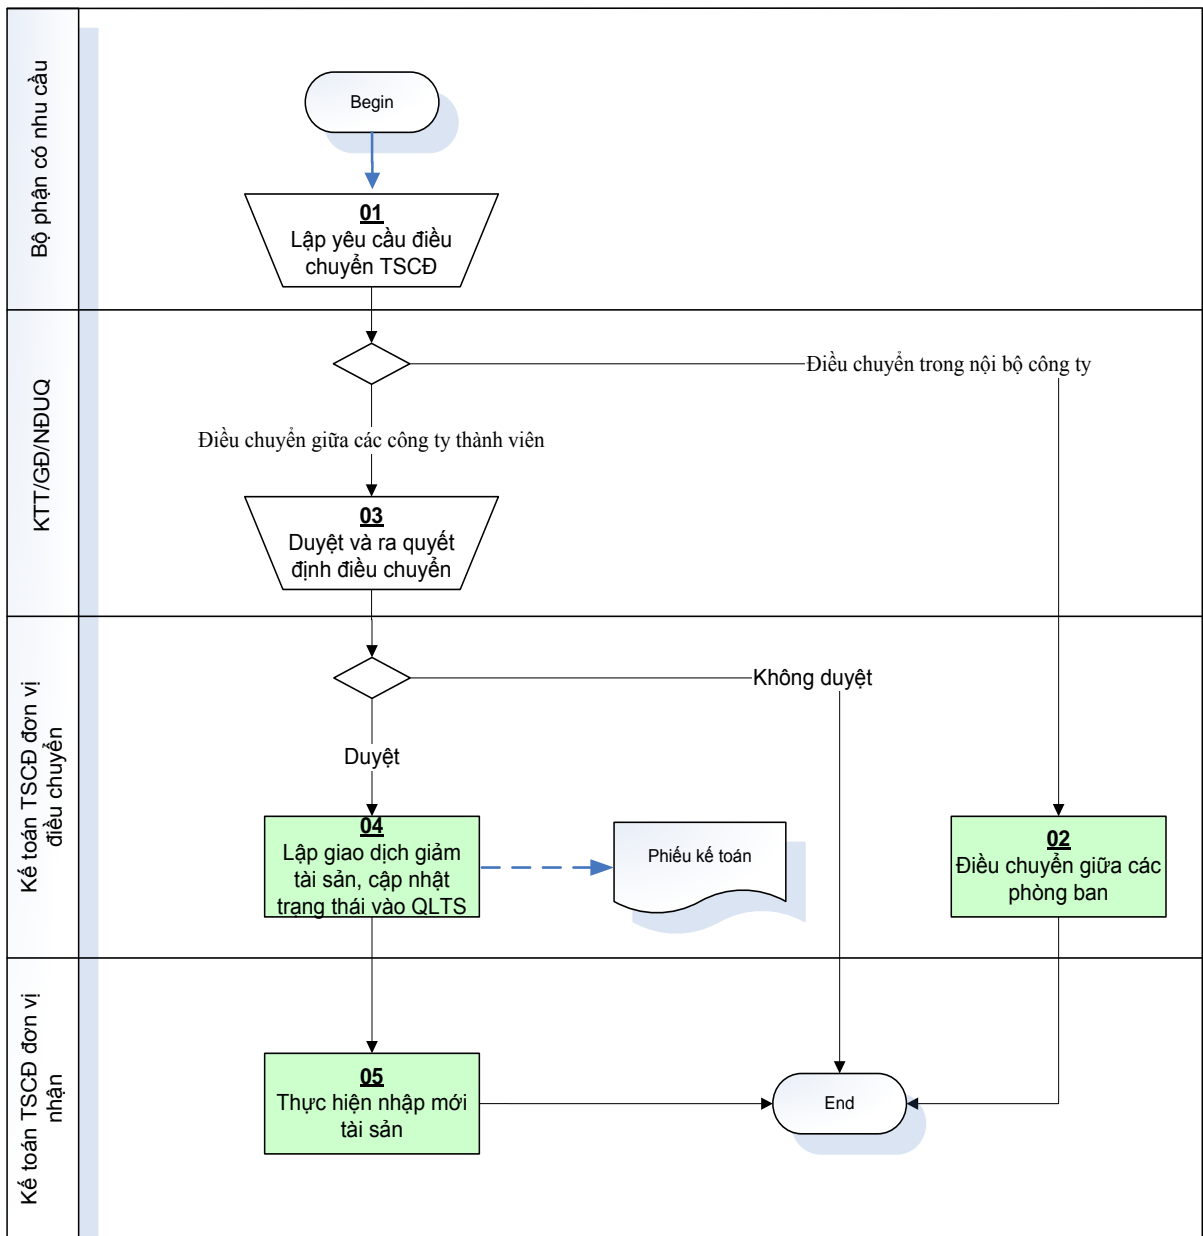 Bộ phận có nhu cầu
Begin
01
Lập yêu cầu điều
chuyển TSCĐ
KTT/GĐ/NĐUQ
Điều chuyển trong nội bộ công ty
Điều chuyển giữa các công ty thành viên
03
Duyệt và ra quyết
định điều chuyển
Kế toán TSCĐ đơn vị
điều chuyển
Không duyệt
Duyệt
04
Lập giao dịch giảm
tài sản, cập nhật
trạng thái vào QLTS
Phiếu kế toán
02
Điều chuyển giữa các
phòng ban
Kế toán TSCĐ đơn vị
nhận
05
Thực hiện nhập mới
tài sản
End